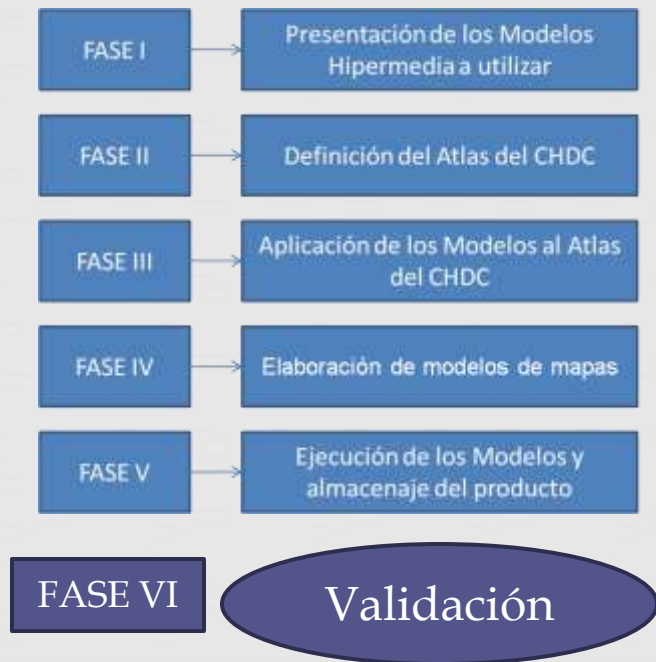 FASE I
Presentación de los Modelos
Hipermedia a utilizar
FASE II
Definición del Atlas del CHDC
FASE III
Aplicación de los Modelos al Atlas
del CHDC
FASE IV
Elaboración de modelos de mapas
FASE V
Ejecución de los Modelos y
almacenaje del producto
FASE VI
Validación